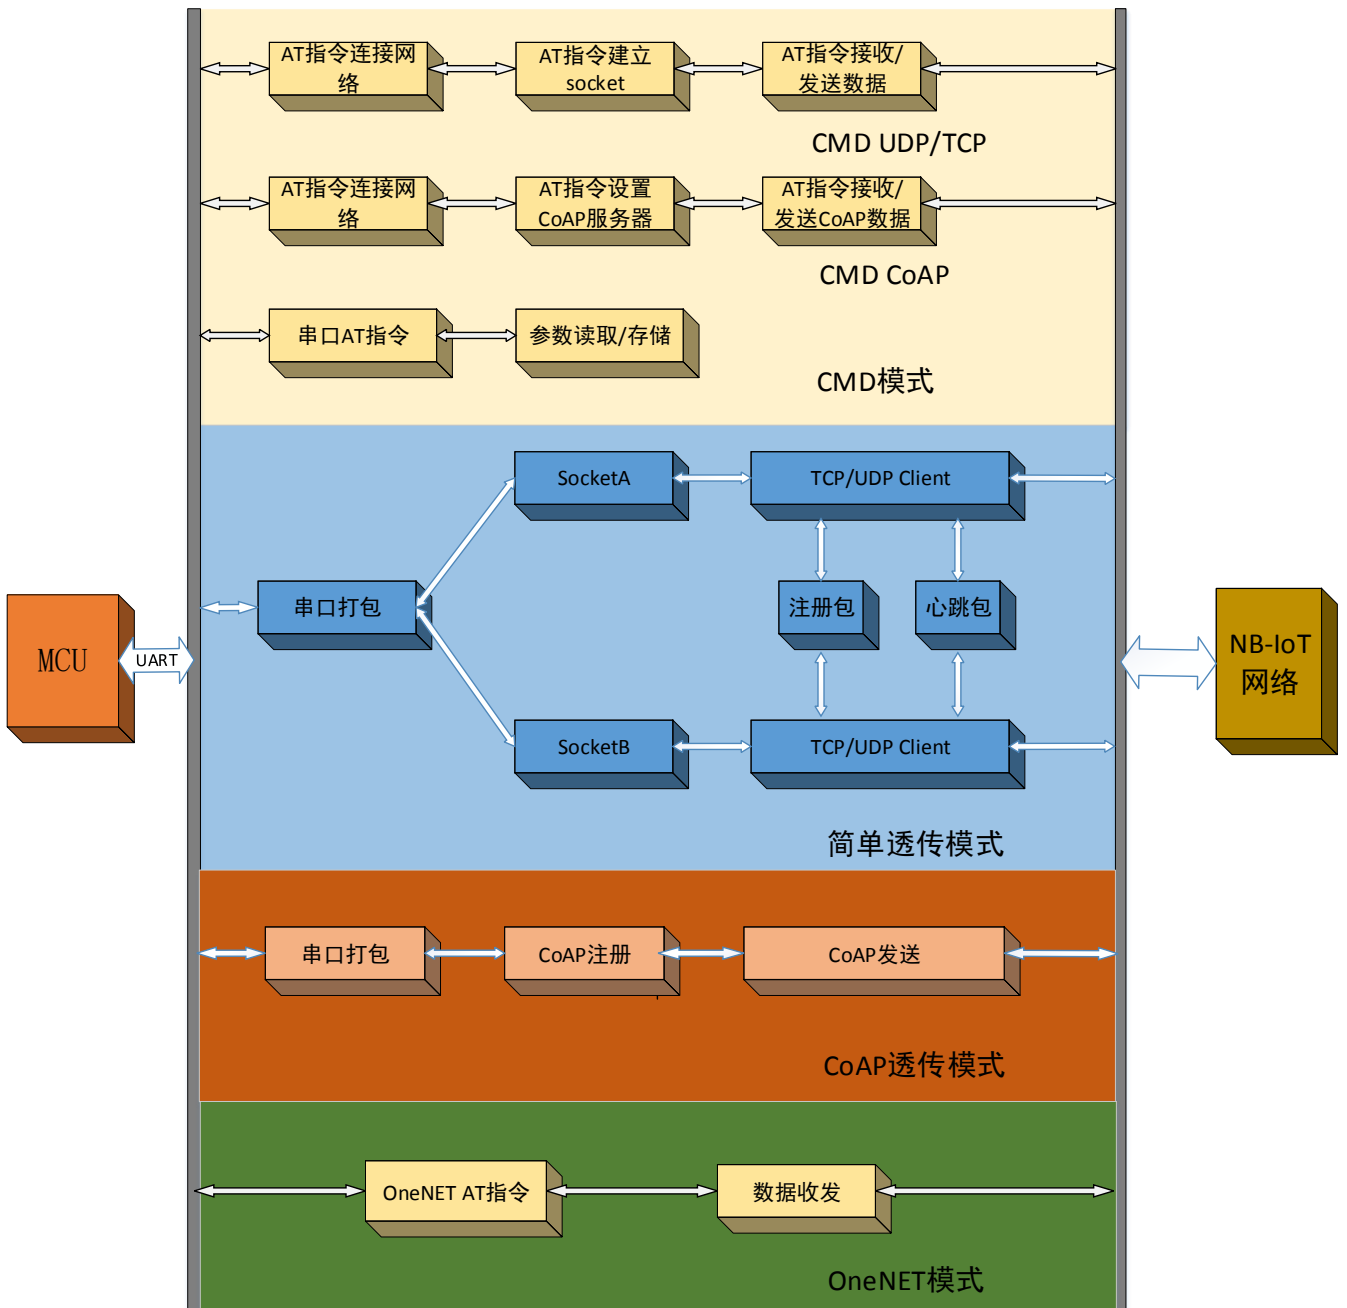 AT指令连接网
络
AT指令建立
socket
AT指令接收/
发送数据
CMD UDP/TCP
AT指令连接网
络
AT指令设置
CoAP服务器
AT指令接收/
发送CoAP数据
CMD CoAP
串口AT指令
参数读取/存储
CMD模式
SocketA
TCP/UDP Client
串口打包
注册包
心跳包
MCU
UART
NB-IoT
网络
SocketB
TCP/UDP Client
简单透传模式
串口打包
CoAP注册
CoAP发送
CoAP透传模式
OneNET AT指令
数据收发
OneNET模式